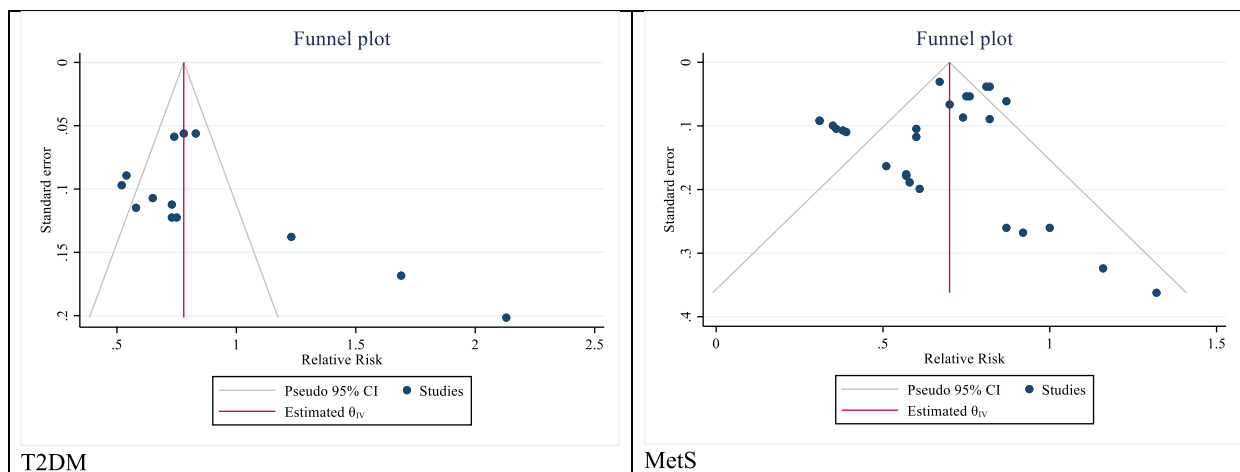 Funnel plot
0
.05
.1
.15
.2
Standard error
.5
1
1.5
2
2.5
Relative Risk
Pseudo 95% CI
Studies
Estimated θIV
T2DM
Funnel plot
0
.1
.2
.3
.4
Standard error
0
.5
1
1.5
Relative Risk
Pseudo 95% CI
Studies
Estimated θIV
MetS